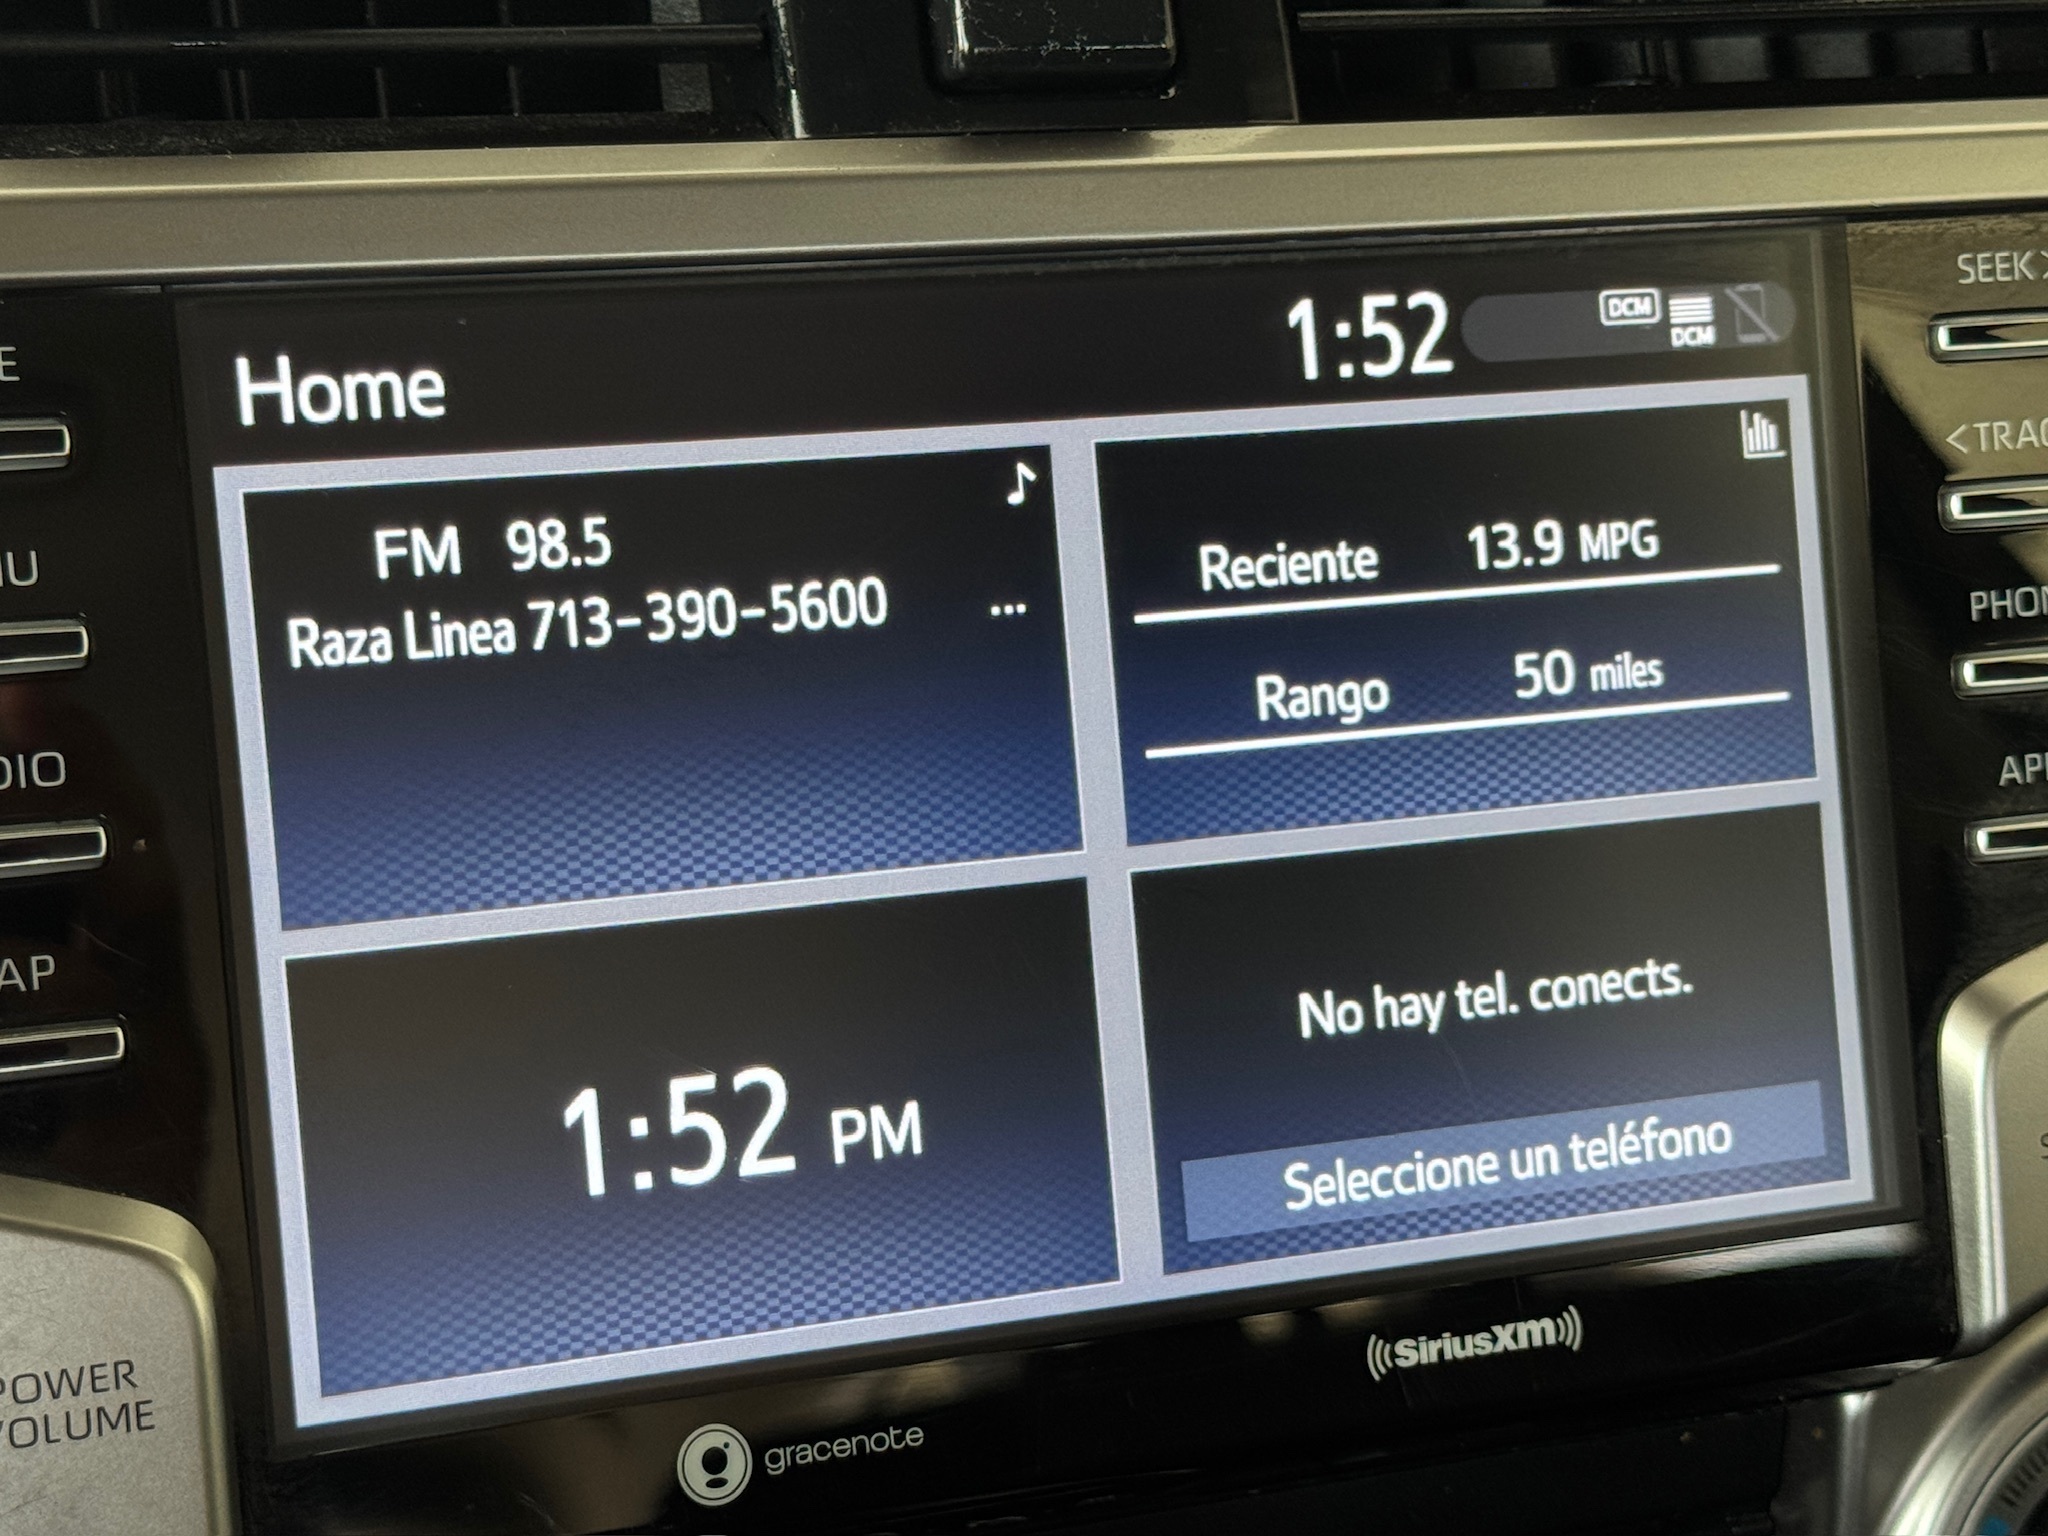 Home
1:52
DCM
DCM
FM 98.5
Raza Linea 713-390-5600 ...
Reciente 13.9 MPG
Rango 50 miles
1:52 PM
No hay tel. conects.
Seleccione un teléfono
SiriusXM
gracenote
POWER
VOLUME
SEEK >
< TRAC
PHON
AP